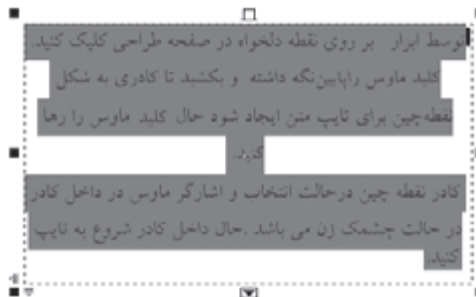 توسط ابزار بر روی نقطه دلخواه در صفحه طراحی کلیک کنید.
کلید ماوس راپایین‌نگه داشته و بکشید تا کادری به شکل
نقطه‌چین برای تایپ متن ایجاد شود حال کلید ماوس را رها
کنید.
کادر نقطه چین درحالت انتخاب و اشارگر ماوس در داخل کادر
در حالت چشمک زن می باشد .حال داخل کادر شروع به تایپ
کنید.